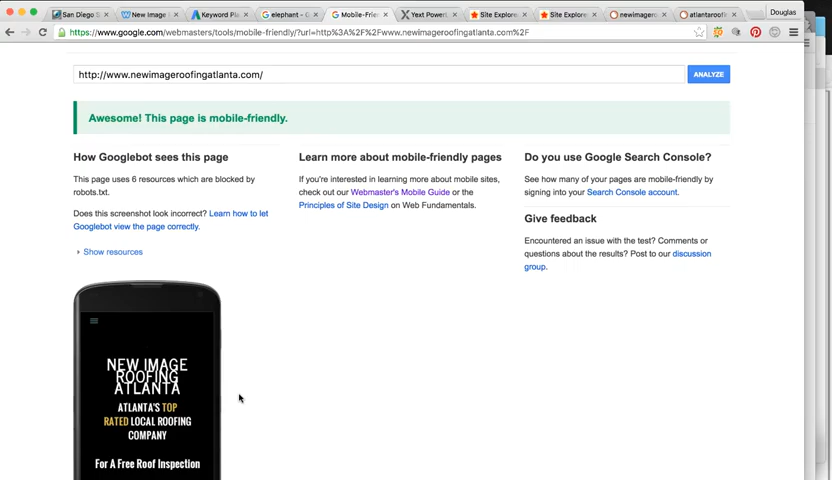 San Diego S
New Image
Keyword Pla
elephant - G
Mobile-Frien
Yext Power
Site Explore
Site Explore
newimagero
atlantaroofi
Douglas
https://www.google.com/webmasters/tools/mobile-friendly/?url=http%3A%2F%2Fwww.newimageroofingatlanta.com%2F
http://www.newimageroofingatlanta.com/
ANALYZE
Awesome! This page is mobile-friendly.
How Googlebot sees this page
This page uses 6 resources which are blocked by
robots.txt.
Does this screenshot look incorrect? Learn how to let
Googlebot view the page correctly.
Show resources
Learn more about mobile-friendly pages
If you're interested in learning more about mobile sites,
check out our Webmaster's Mobile Guide or the
Principles of Site Design on Web Fundamentals.
Do you use Google Search Console?
See how many of your pages are mobile-friendly by
signing into your Search Console account.
Give feedback
Encountered an issue with the test? Comments or
questions about the results? Post to our discussion
group.
NEW IMAGE
ROOFING
ATLANTA
ATLANTA'S TOP
RATED LOCAL ROOFING
COMPANY
For A Free Roof Inspection